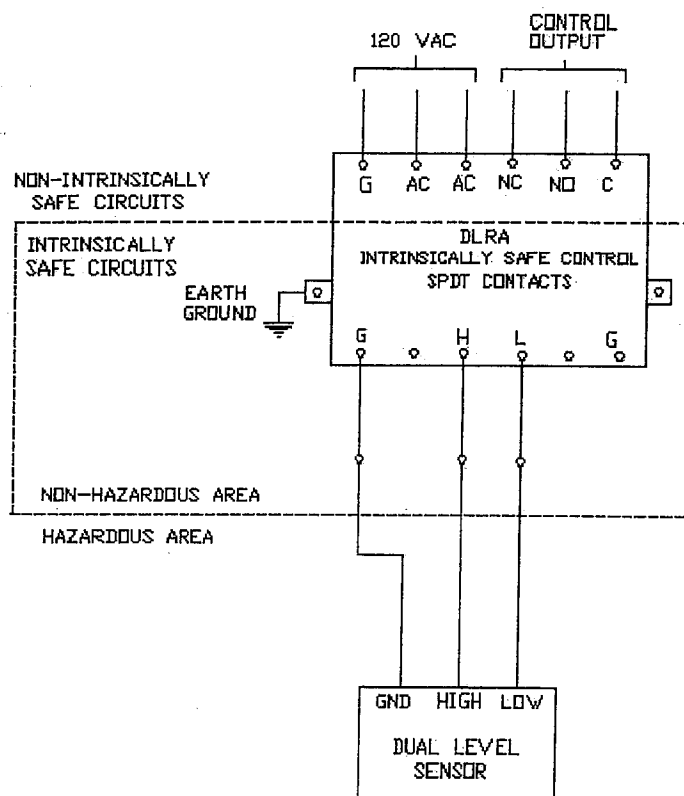 120 VAC
CONTROL
OUTPUT
G AC AC NC NO C
NON-INTRINSICALLY
SAFE CIRCUITS
INTRINSICALLY
SAFE CIRCUITS
DLRA
INTRINSICALLY SAFE CONTROL
SPDT CONTACTS
EARTH
GROUND
G H L G
NON-HAZARDOUS AREA
HAZARDOUS AREA
GND HIGH LOW
DUAL LEVEL
SENSOR